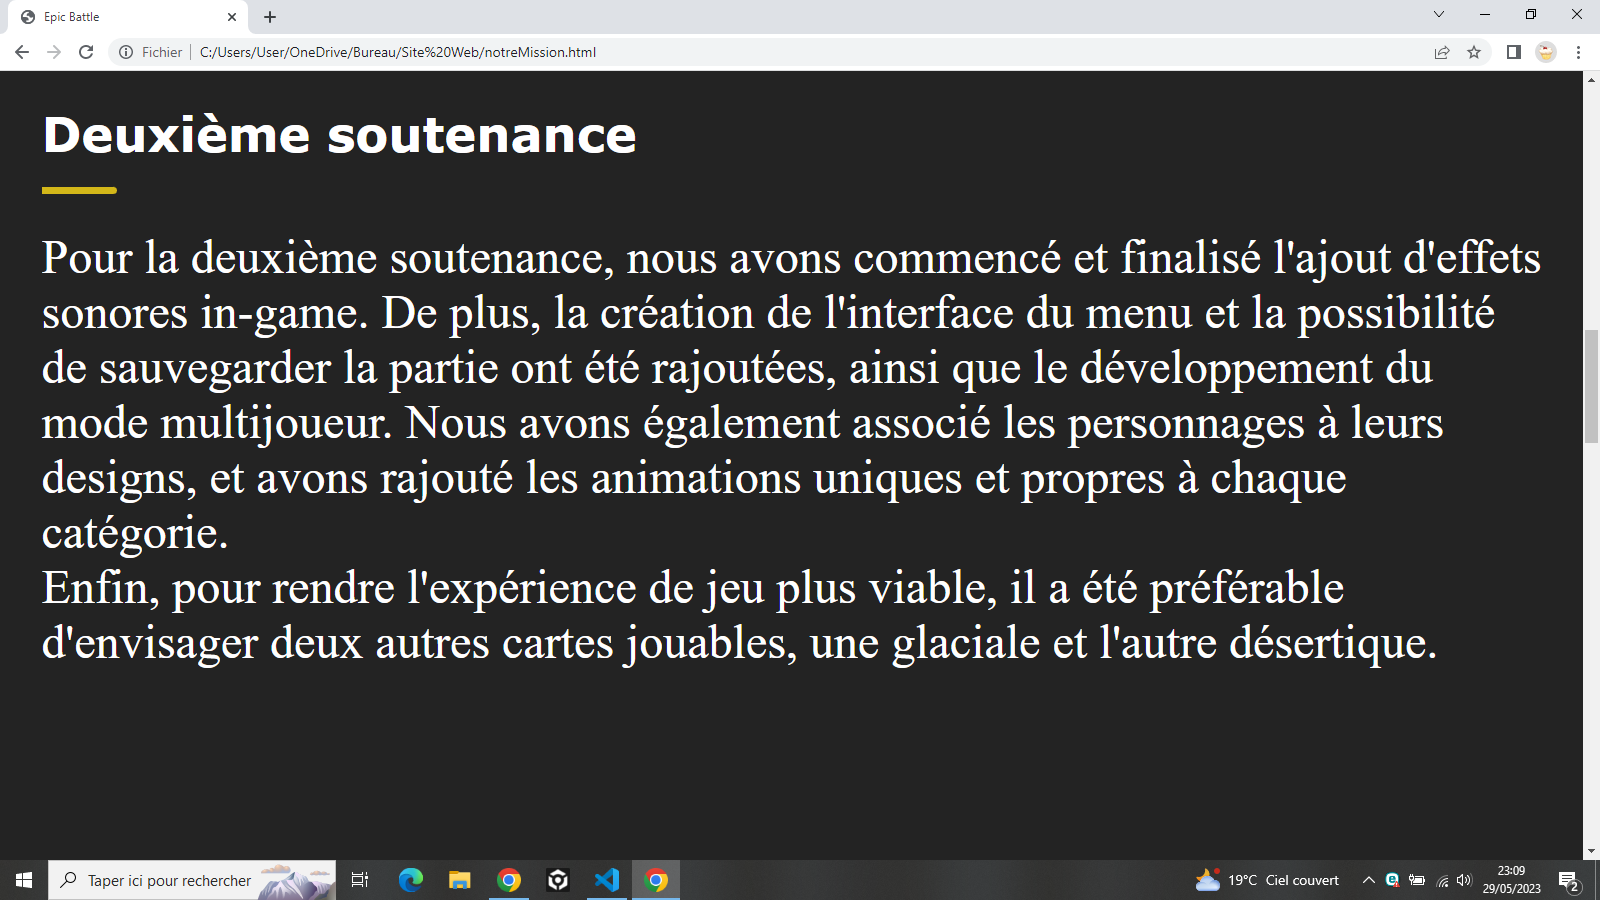 Epic Battle
Fichier
C:/Users/User/OneDrive/Bureau/Site%20Web/notreMission.html
Deuxième soutenance
Pour la deuxième soutenance, nous avons commencé et finalisé l'ajout d'effets
sonores in-game. De plus, la création de l'interface du menu et la possibilité
de sauvegarder la partie ont été rajoutées, ainsi que le développement du
mode multijoueur. Nous avons également associé les personnages à leurs
designs, et avons rajouté les animations uniques et propres à chaque
catégorie.
Enfin, pour rendre l'expérience de jeu plus viable, il a été préférable
d'envisager deux autres cartes jouables, une glaciale et l'autre désertique.
Taper ici pour rechercher
19°C Ciel couvert
23:09
29/05/2023
2